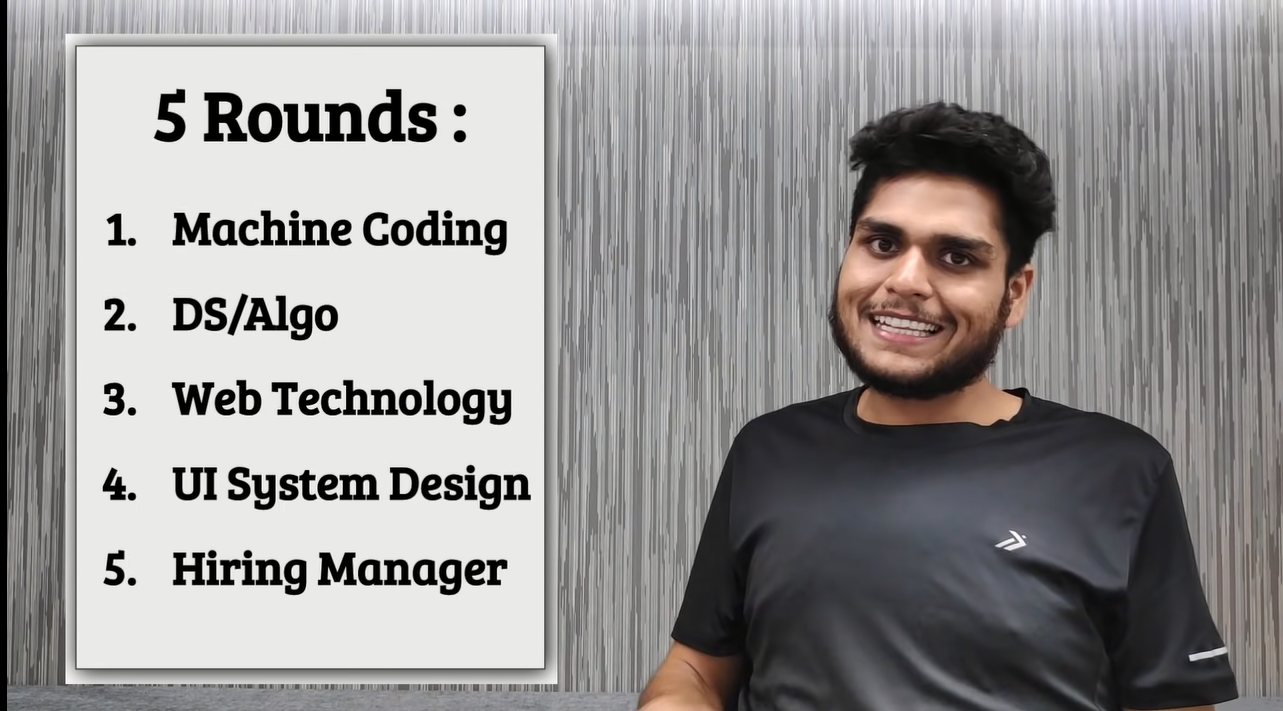 5 Rounds :
1. Machine Coding
2. DS/Algo
3. Web Technology
4. UI System Design
5. Hiring Manager